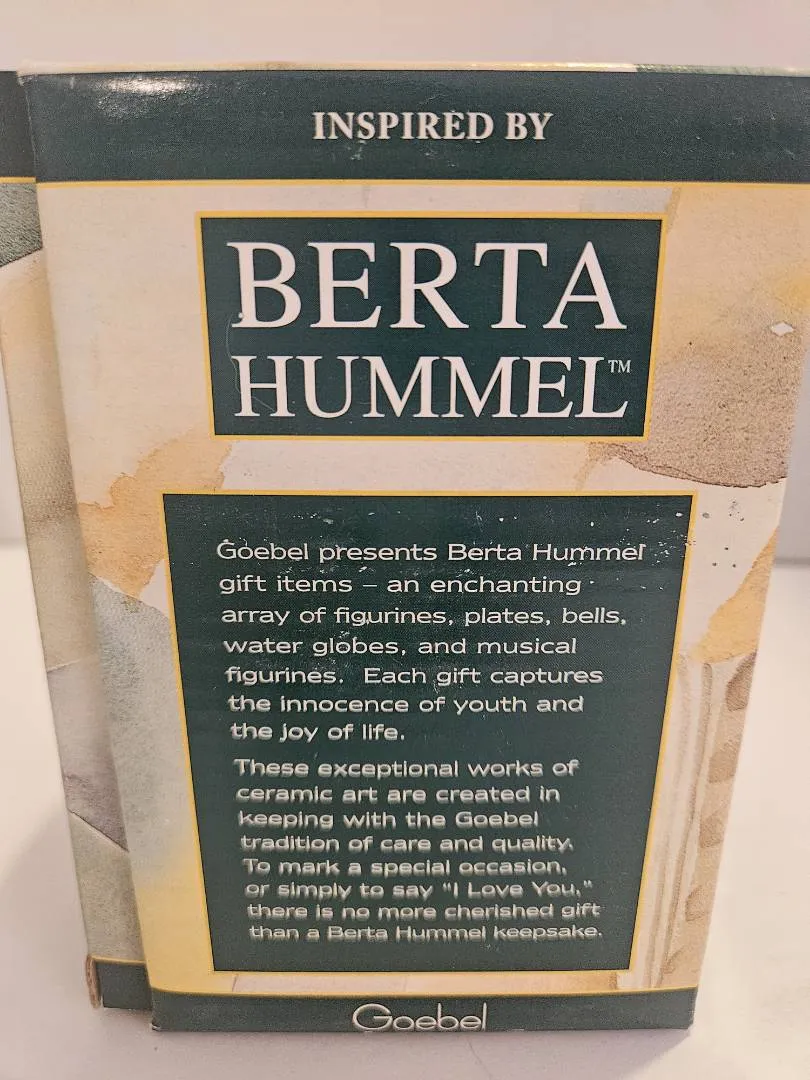 INSPIRED BY
BERTA
HUMMEL™
Goebel presents Berta Hummel
gift items – an enchanting
array of figurines, plates, bells,
water globes, and musical
figurines. Each gift captures
the innocence of youth and
the joy of life.
These exceptional works of
ceramic art are created in
keeping with the Goebel
tradition of care and quality.
To mark a special occasion,
or simply to say "I Love You,"
there is no more cherished gift
than a Berta Hummel keepsake.
Goebel